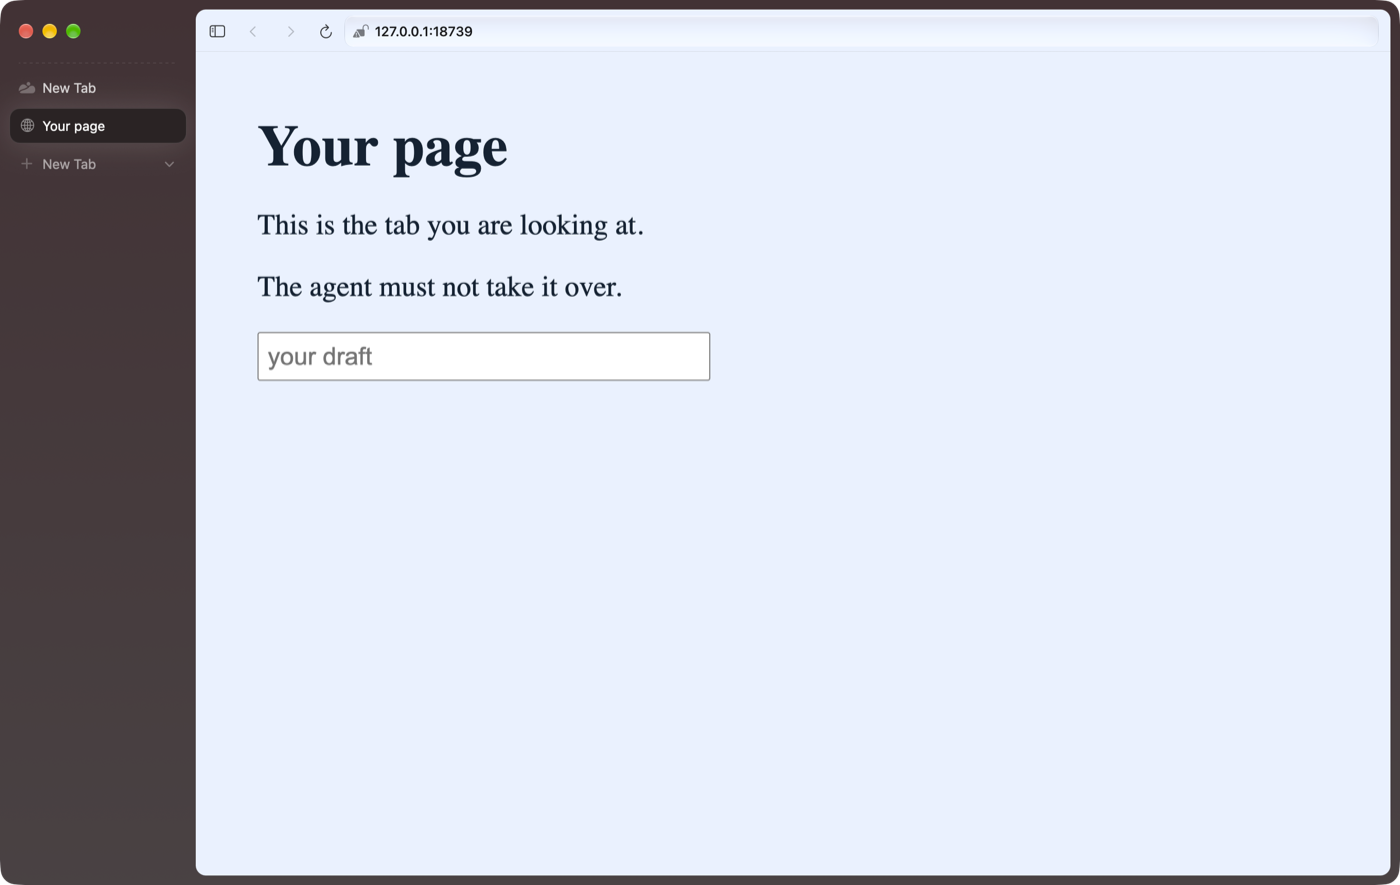 127.0.0.1:18739
New Tab
Your page
New Tab
Your page
This is the tab you are looking at.
The agent must not take it over.
your draft